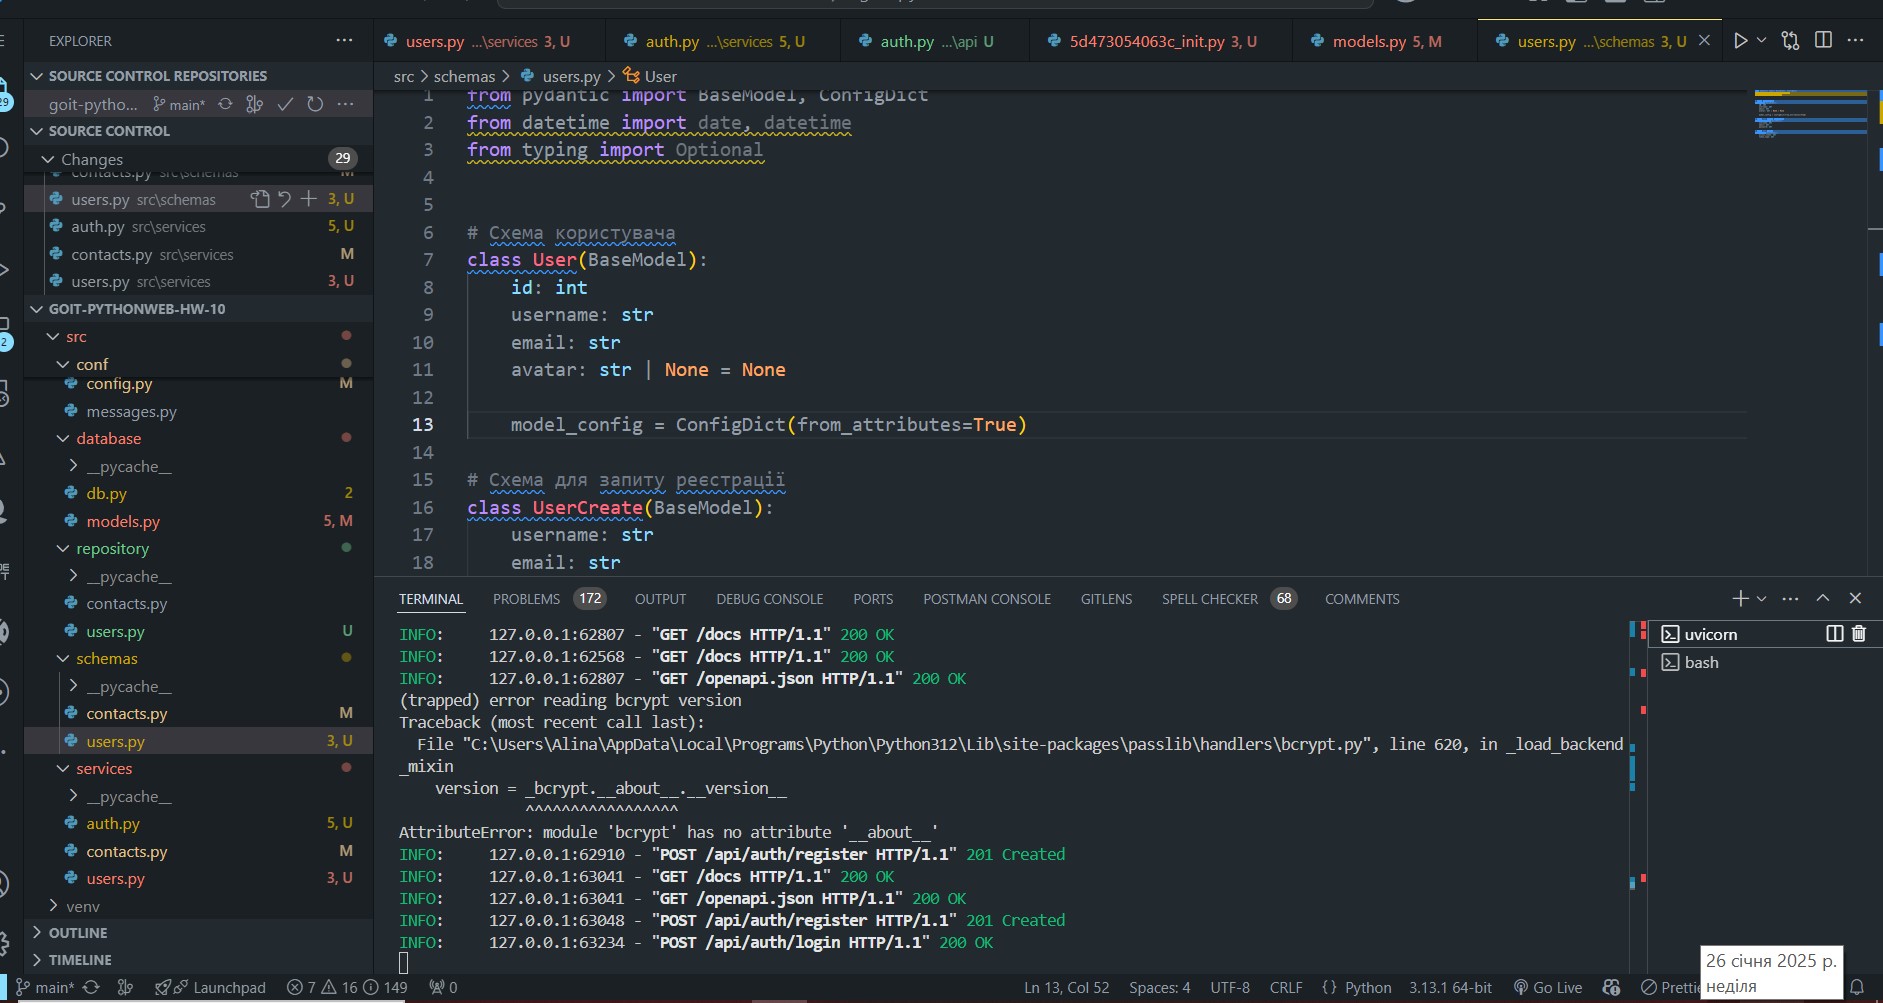 users.py ...\services 3, U
auth.py ...\services 5, U
auth.py ...\api U
5d473054063c_init.py 3, U
models.py 5, M
users.py ...\schemas 3, U
EXPLORER
SOURCE CONTROL REPOSITORIES
goit-pytho... main*
SOURCE CONTROL
Changes 29
contacts.py src\schemas M
users.py src\schemas 3, U
auth.py src\services 5, U
contacts.py src\services M
users.py src\services 3, U
GOIT-PYTHONWEB-HW-10
src
conf
config.py M
messages.py
database
__pycache__
db.py 2
models.py 5, M
repository
__pycache__
contacts.py
users.py U
schemas
__pycache__
contacts.py M
users.py 3, U
services
__pycache__
auth.py 5, U
contacts.py M
users.py 3, U
venv
OUTLINE
TIMELINE
29
2
src > schemas > users.py > User
1 from pydantic import BaseModel, ConfigDict
2 from datetime import date, datetime
3 from typing import Optional
4
5
6 # Схема користувача
7 class User(BaseModel):
8 id: int
9 username: str
10 email: str
11 avatar: str | None = None
12
13 model_config = ConfigDict(from_attributes=True)
14
15 # Схема для запиту реєстрації
16 class UserCreate(BaseModel):
17 username: str
18 email: str
TERMINAL PROBLEMS 172 OUTPUT DEBUG CONSOLE PORTS POSTMAN CONSOLE GITLENS SPELL CHECKER 68 COMMENTS
INFO: 127.0.0.1:62807 - "GET /docs HTTP/1.1" 200 OK
INFO: 127.0.0.1:62568 - "GET /docs HTTP/1.1" 200 OK
INFO: 127.0.0.1:62807 - "GET /openapi.json HTTP/1.1" 200 OK
(trapped) error reading bcrypt version
Traceback (most recent call last):
File "C:\Users\Alina\AppData\Local\Programs\Python\Python312\Lib\site-packages\passlib\handlers\bcrypt.py", line 620, in _load_backend
_mixin
version = _bcrypt.__about__.__version__
^^^^^^^^^^^^^^^^^
AttributeError: module 'bcrypt' has no attribute '__about__'
INFO: 127.0.0.1:62910 - "POST /api/auth/register HTTP/1.1" 201 Created
INFO: 127.0.0.1:63041 - "GET /docs HTTP/1.1" 200 OK
INFO: 127.0.0.1:63041 - "GET /openapi.json HTTP/1.1" 200 OK
INFO: 127.0.0.1:63048 - "POST /api/auth/register HTTP/1.1" 201 Created
INFO: 127.0.0.1:63234 - "POST /api/auth/login HTTP/1.1" 200 OK
uvicorn
bash
main* Launchpad 7 16 149 0 Ln 13, Col 52 Spaces: 4 UTF-8 CRLF {} Python 3.13.1 64-bit Go Live
26 січня 2025 р.
неділя